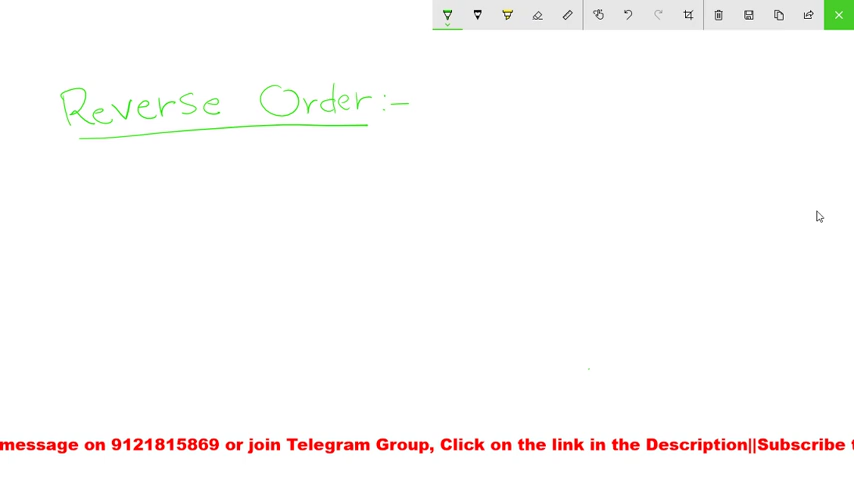 Reverse Order:-
message on 9121815869 or join Telegram Group, Click on the link in the Description||Subscribe t